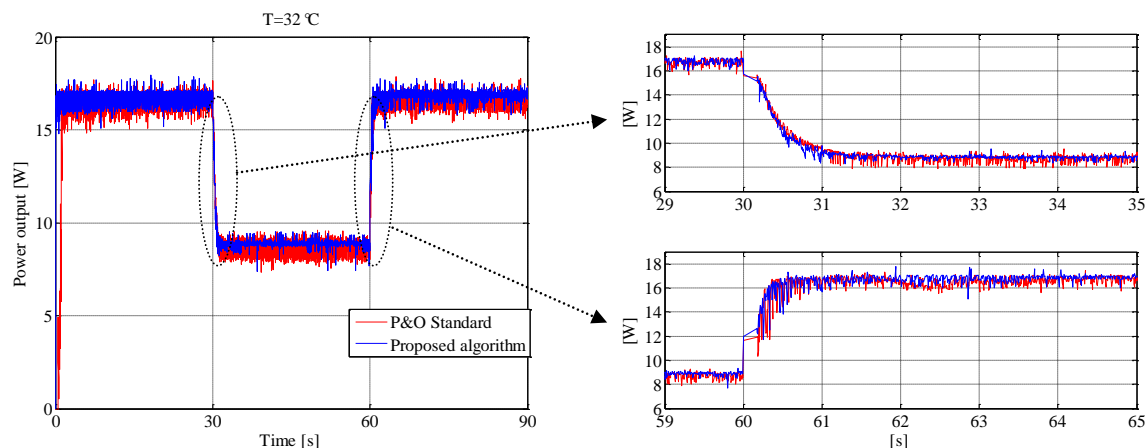 T=32 °C
20
15
10
5
0
Power output [W]
0 30 60 90
Time [s]
P&O Standard
Proposed algorithm
18
16
14
12
10
8
6
[W]
29 30 31 32 33 34 35
18
16
14
12
10
8
6
[W]
59 60 61 62 63 64 65
[s]